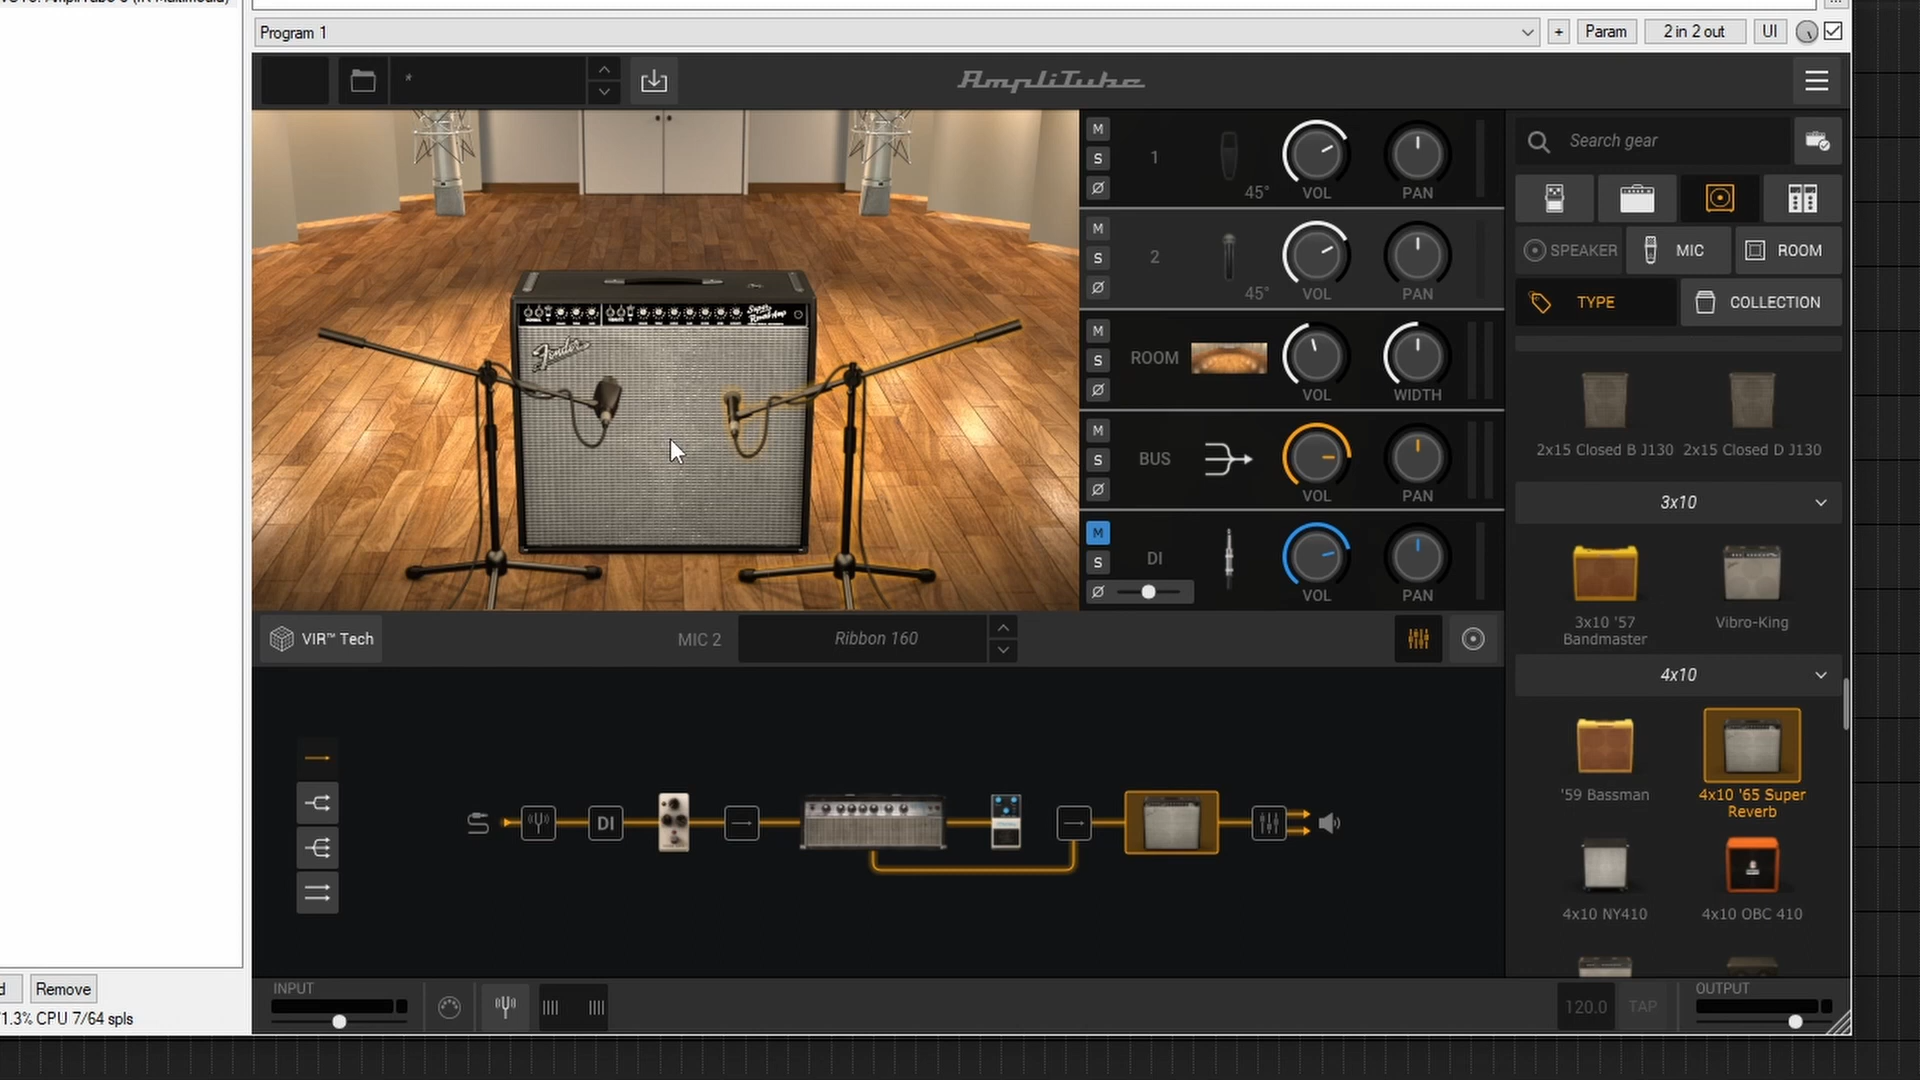 Program 1
+
Param
2 in 2 out
UI
*
AmpliTube
M
S
Ø
1
45°
VOL
PAN
M
S
Ø
2
45°
VOL
PAN
M
S
Ø
ROOM
VOL
WIDTH
M
S
Ø
BUS
VOL
PAN
M
S
Ø
DI
VOL
PAN
Fender
Super
Reverb Amp
VIR™ Tech
MIC 2
Ribbon 160
Search gear
SPEAKER
MIC
ROOM
TYPE
COLLECTION
2x15 Closed B J130
2x15 Closed D J130
3x10
3x10 '57
Bandmaster
Vibro-King
4x10
'59 Bassman
4x10 '65 Super
Reverb
4x10 NY410
4x10 OBC 410
DI
Remove
1.3% CPU 7/64 spls
INPUT
120.0
TAP
OUTPUT